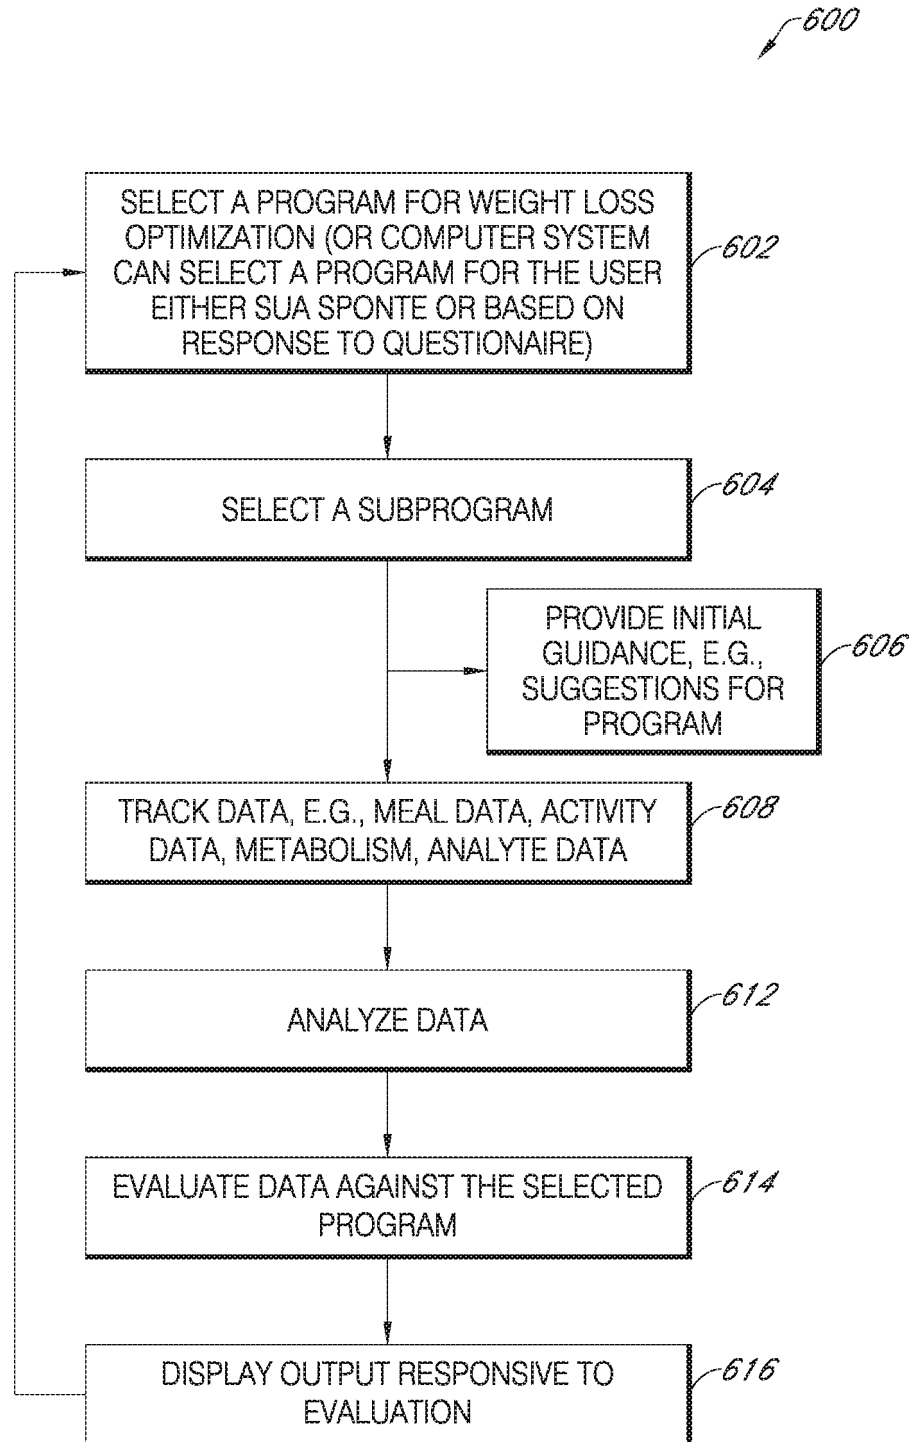 600
SELECT A PROGRAM FOR WEIGHT LOSS
OPTIMIZATION (OR COMPUTER SYSTEM
CAN SELECT A PROGRAM FOR THE USER
EITHER SUA SPONTE OR BASED ON
RESPONSE TO QUESTIONAIRE)
602
SELECT A SUBPROGRAM
604
PROVIDE INITIAL
GUIDANCE, E.G.,
SUGGESTIONS FOR
PROGRAM
606
TRACK DATA, E.G., MEAL DATA, ACTIVITY
DATA, METABOLISM, ANALYTE DATA
608
ANALYZE DATA
612
EVALUATE DATA AGAINST THE SELECTED
PROGRAM
614
DISPLAY OUTPUT RESPONSIVE TO
EVALUATION
616